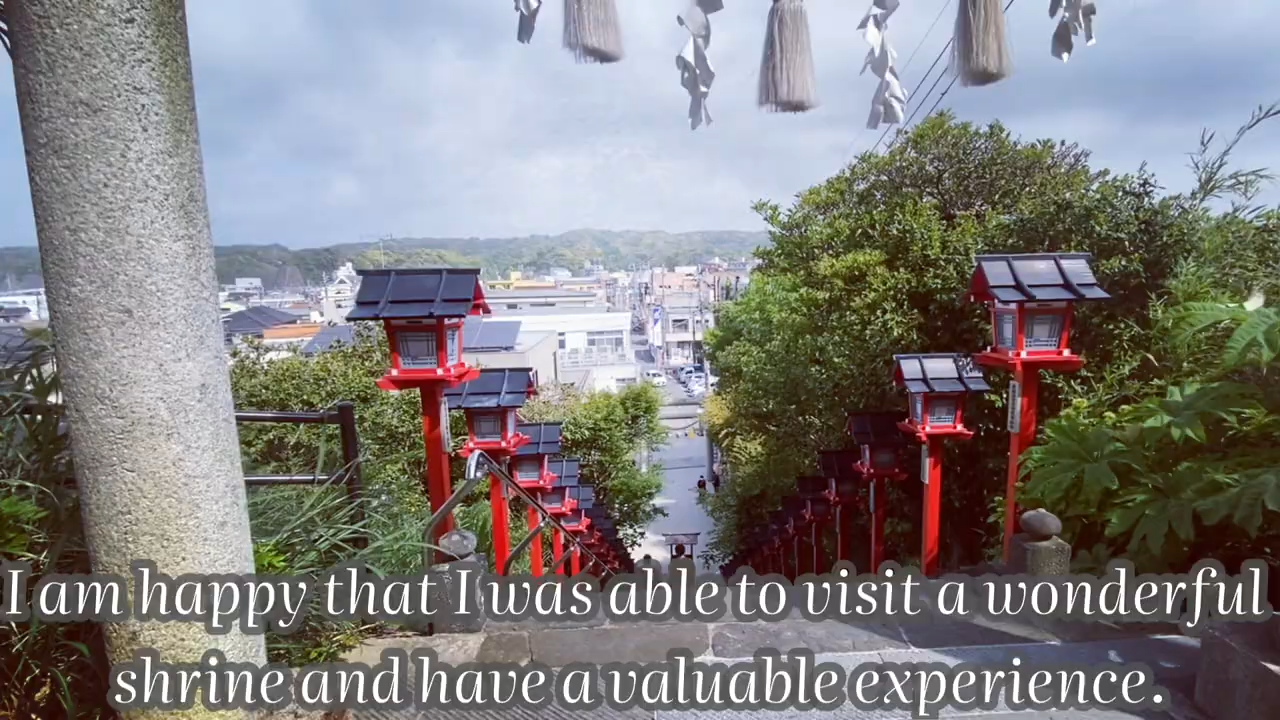 I am happy that I was able to visit a wonderful
shrine and have a valuable experience.